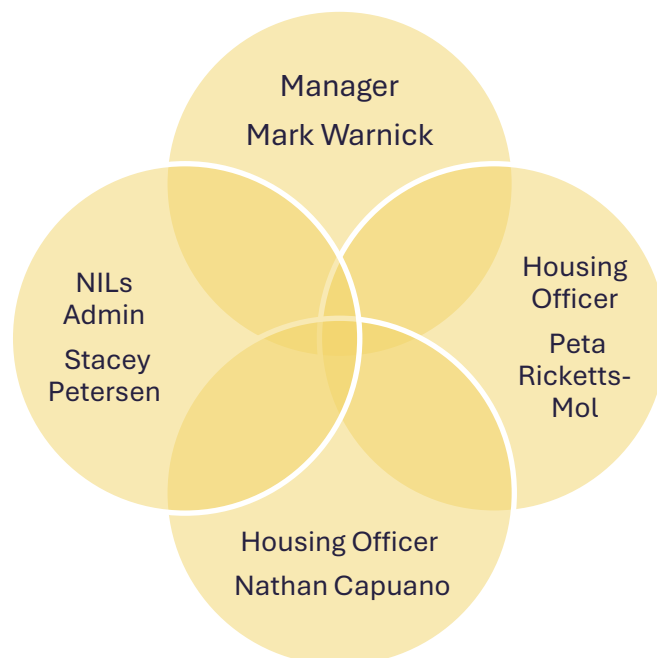 Manager
Mark Warnick
NILs
Admin
Stacey
Petersen
Housing
Officer
Peta
Ricketts-
Mol
Housing Officer
Nathan Capuano